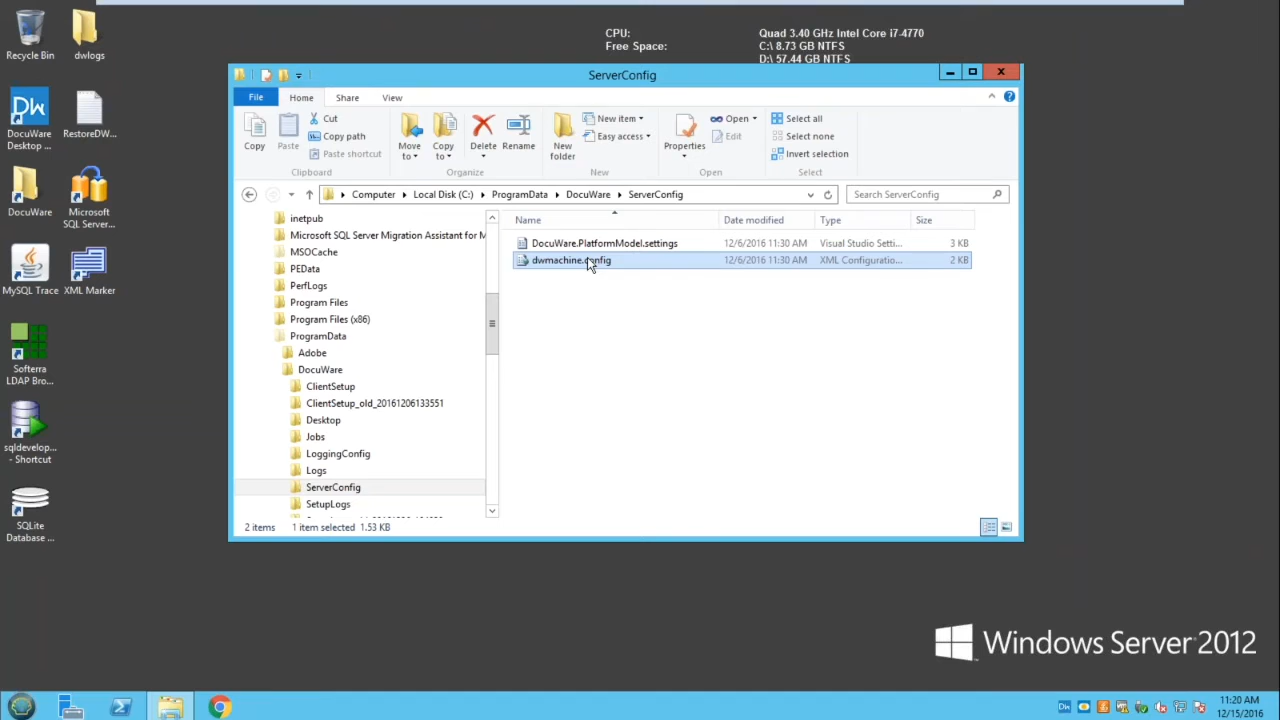 CPU: Quad 3.40 GHz Intel Core i7-4770
Free Space: C:\ 8.73 GB NTFS
D:\ 57.44 GB NTFS
Recycle Bin
dwlogs
DocuWare
Desktop ...
RestoreDW...
DocuWare
Microsoft
SQL Server...
MySQL Trace
XML Marker
Softerra
LDAP Bro...
sqldevelop...
- Shortcut
SQLite
Database ...
ServerConfig
File
Home
Share
View
Copy
Paste
Cut
Copy path
Paste shortcut
Clipboard
Move
to
Copy
to
Delete
Rename
Organize
New
folder
New item
Easy access
New
Properties
Open
Edit
Open
Select all
Select none
Invert selection
Select
Computer
Local Disk (C:)
ProgramData
DocuWare
ServerConfig
Search ServerConfig
inetpub
Microsoft SQL Server Migration Assistant for M
MSOCache
PEData
PerfLogs
Program Files
Program Files (x86)
ProgramData
Adobe
DocuWare
ClientSetup
ClientSetup_old_20161206133551
Desktop
Jobs
LoggingConfig
Logs
ServerConfig
SetupLogs
Name Date modified Type Size
DocuWare.PlatformModel.settings 12/6/2016 11:30 AM Visual Studio Setti... 3 KB
dwmachine.config 12/6/2016 11:30 AM XML Configuratio... 2 KB
2 items 1 item selected 1.53 KB
Windows Server 2012
11:20 AM
12/15/2016